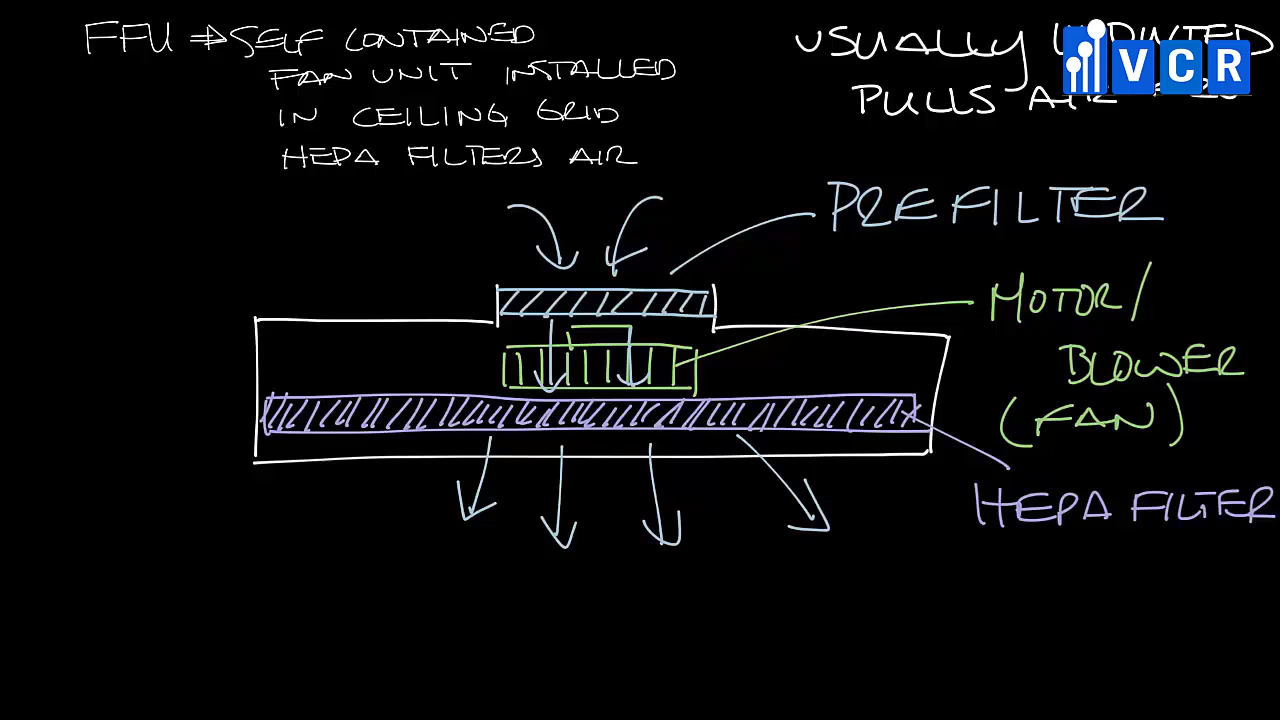 FFU ⇒ SELF CONTAINED
FAN UNIT INSTALLED
IN CEILING GRID
HEPA FILTERS AIR
USUALLY
PULLS AIR
VCR
PREFILTER
MOTOR/
BLOWER
(FAN)
HEPA FILTER